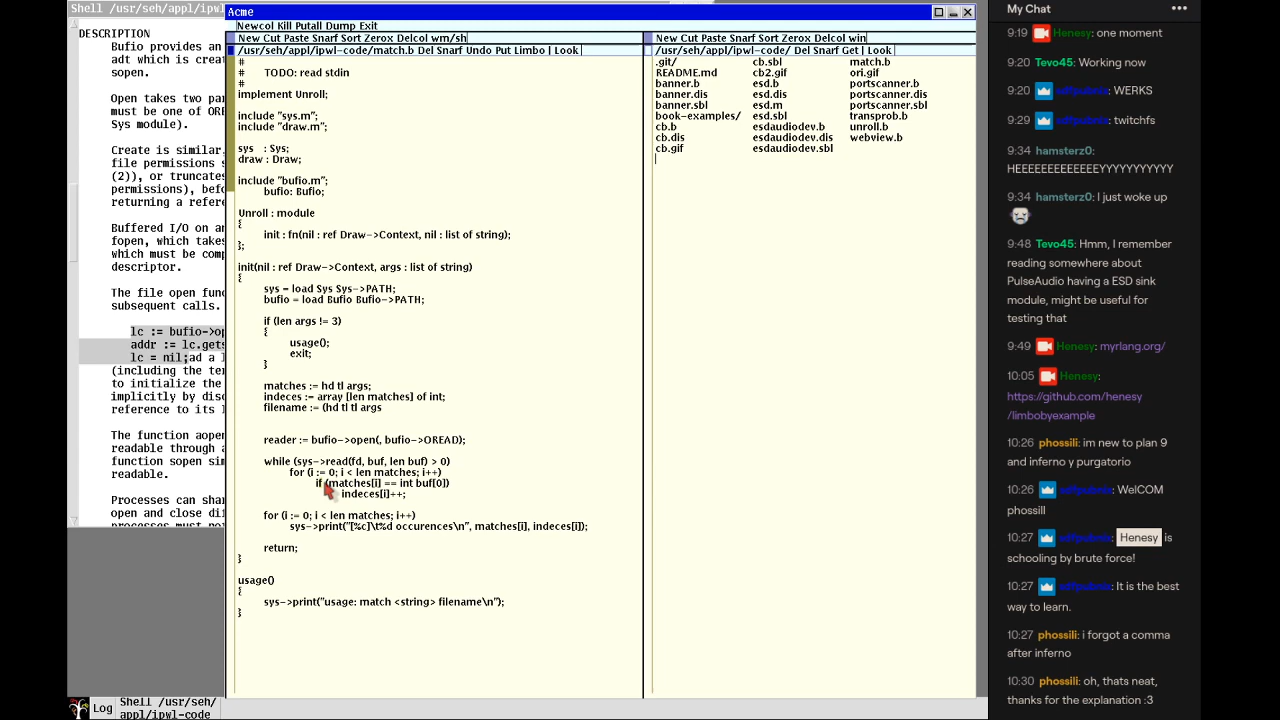 Shell /usr/seh/appl/ipwl
DESCRIPTION
Bufio provides an
adt which is creat
sopen.
Open takes two par
must be one of ORE
Sys module).
Create is similar.
file permissions s
(2)), or truncates
permissions), befo
returning a refere
Buffered I/O on an
fopen, which takes
which must be comp
descriptor.
The file open func
subsequent calls.
lc := bufio->op
addr := lc.gets
lc = nil;ad a l
(including the ter
to initialize the
implicitly by disc
reference to its I
The function aopen
readable through a
function sopen sim
readable.
Processes can shar
open and close dif
processes must not
Log
Shell /usr/seh/
appl/ipwl-code
Acme
Newcol Kill Putall Dump Exit
New Cut Paste Snarf Sort Zerox Delcol wm/sh
/usr/seh/appl/ipwl-code/match.b Del Snarf Undo Put Limbo | Look
#
# TODO: read stdin
#
implement Unroll;
include "sys.m";
include "draw.m";
sys : Sys;
draw : Draw;
include "bufio.m";
bufio: Bufio;
Unroll : module
{
init : fn(nil : ref Draw->Context, nil : list of string);
};
init(nil : ref Draw->Context, args : list of string)
{
sys = load Sys Sys->PATH;
bufio = load Bufio Bufio->PATH;
if (len args != 3)
{
usage();
exit;
}
matches := hd tl args;
indeces := array [len matches] of int;
filename := (hd tl tl args
reader := bufio->open(, bufio->OREAD);
while (sys->read(fd, buf, len buf) > 0)
for (i := 0; i < len matches; i++)
if (matches[i] == int buf[0])
indeces[i]++;
for (i := 0; i < len matches; i++)
sys->print("[%c]\t%d occurences\n", matches[i], indeces[i]);
return;
}
usage()
{
sys->print("usage: match <string> filename\n");
}
New Cut Paste Snarf Sort Zerox Delcol win
/usr/seh/appl/ipwl-code/ Del Snarf Get | Look
.git/ cb.sbl match.b
README.md cb2.gif ori.gif
banner.b esd.b portscanner.b
banner.dis esd.dis portscanner.dis
banner.sbl esd.m portscanner.sbl
book-examples/ esd.sbl transprob.b
cb.b esdaudiodev.b unroll.b
cb.dis esdaudiodev.dis webview.b
cb.gif esdaudiodev.sbl
My Chat
9:19 Henesy: one moment
9:20 Tevo45: Working now
9:20 : WERKS
9:29 : twitchfs
9:34 hamsterz0:
HEEEEEEEEEEEEYYYYYYYYYYY
9:34 hamsterz0: I just woke up
9:48 Tevo45: Hmm, I remember
reading somewhere about
PulseAudio having a ESD sink
module, might be useful for
testing that
9:49 Henesy: myrlang.org/
10:05 Henesy:
https://github.com/henesy
/limbobyexample
10:26 phossili: im new to plan 9
and inferno y purgatorio
10:26 : WelCOM
phossill
10:27 : Henesy is
schooling by brute force!
10:27 : It is the best
way to learn.
10:27 phossili: i forgot a comma
after inferno
10:30 phossili: oh, thats neat,
thanks for the explanation :3